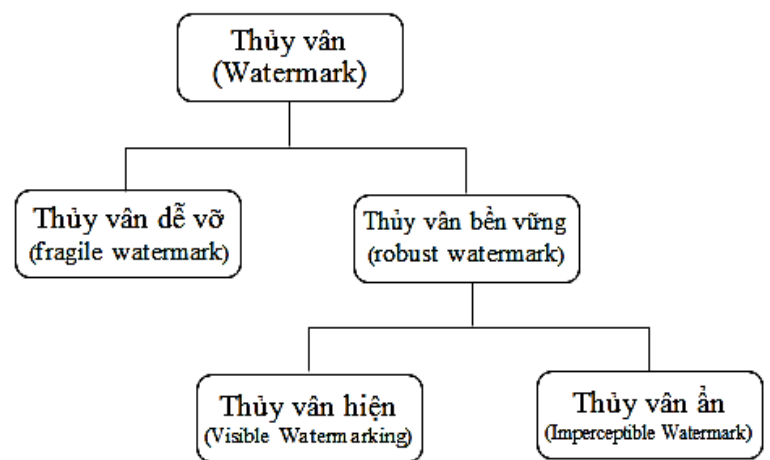 Thủy vân
(Watermark)
Thủy vân dễ vỡ
(fragile watermark)
Thủy vân bền vững
(robust watermark)
Thủy vân hiện
(Visible Watermarking)
Thủy vân ẩn
(Imperceptible Watermark)